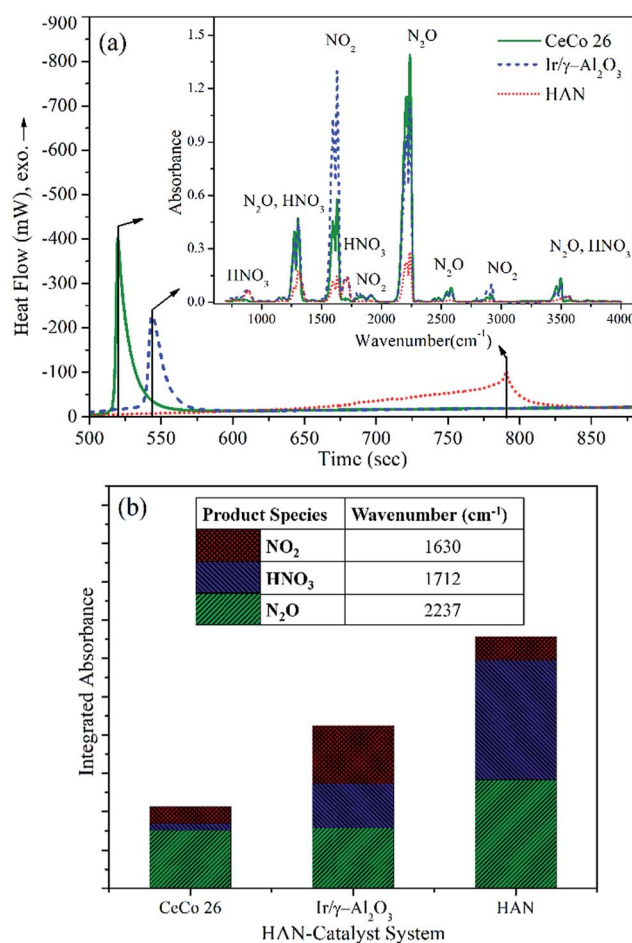 (a)
Heat Flow (mW), exo. →
-900
-800
-700
-600
-500
-400
-300
-200
-100
0
500
550
600
650
700
750
800
850
Time (sec)
Absorbance
1.5
1.2
0.9
0.6
0.3
0.0
1000
1500
2000
2500
3000
3500
4000
Wavenumber(cm⁻¹)
CeCo 26
Ir/γ–Al₂O₃
HAN
NO₂
N₂O
N₂O, HNO₃
HNO₃
HNO₃
NO₂
N₂O
NO₂
N₂O, HNO₃
(b)
Integrated Absorbance
Product Species Wavenumber (cm⁻¹)
NO₂ 1630
HNO₃ 1712
N₂O 2237
CeCo 26
Ir/γ–Al₂O₃
HAN
HAN-Catalyst System